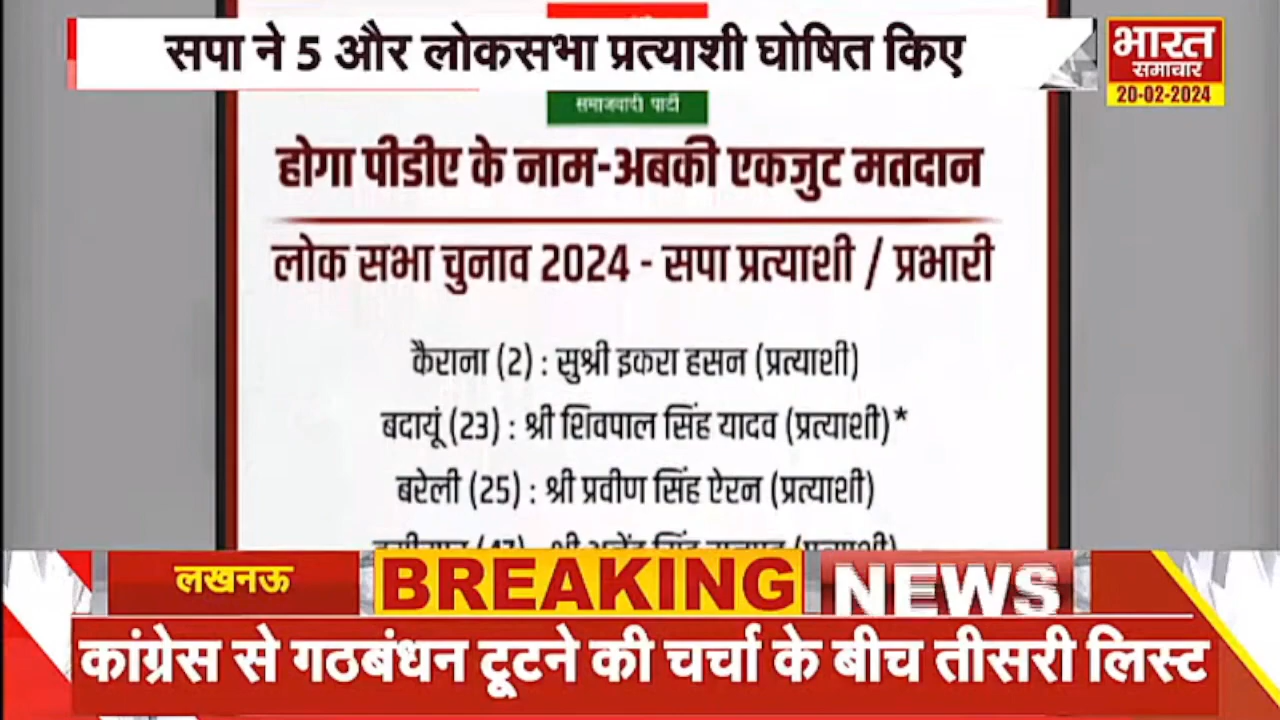 सपा ने 5 और लोकसभा प्रत्याशी घोषित किए
भारत
समाचार
20-02-2024
समाजवादी पार्टी
होगा पीडीए के नाम-अबकी एकजुट मतदान
लोक सभा चुनाव 2024 - सपा प्रत्याशी / प्रभारी
कैराना (2) : सुश्री इकरा हसन (प्रत्याशी)
बदायूं (23) : श्री शिवपाल सिंह यादव (प्रत्याशी)*
बरेली (25) : श्री प्रवीण सिंह ऐरन (प्रत्याशी)
लखनऊ
BREAKING NEWS
कांग्रेस से गठबंधन टूटने की चर्चा के बीच तीसरी लिस्ट